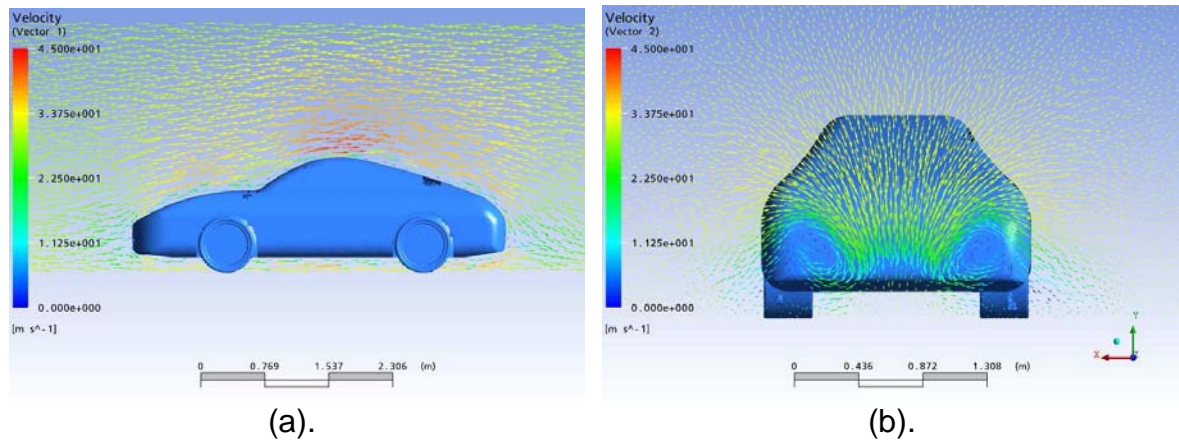 Velocity
(Vector 1)
4.500e+001
3.375e+001
2.250e+001
1.125e+001
0.000e+000
[m s^-1]
0 0.769 1.537 2.306 (m)
(a).
Velocity
(Vector 2)
4.500e+001
3.375e+001
2.250e+001
1.125e+001
0.000e+000
[m s^-1]
Y
X
Z
0 0.436 0.872 1.308 (m)
(b).